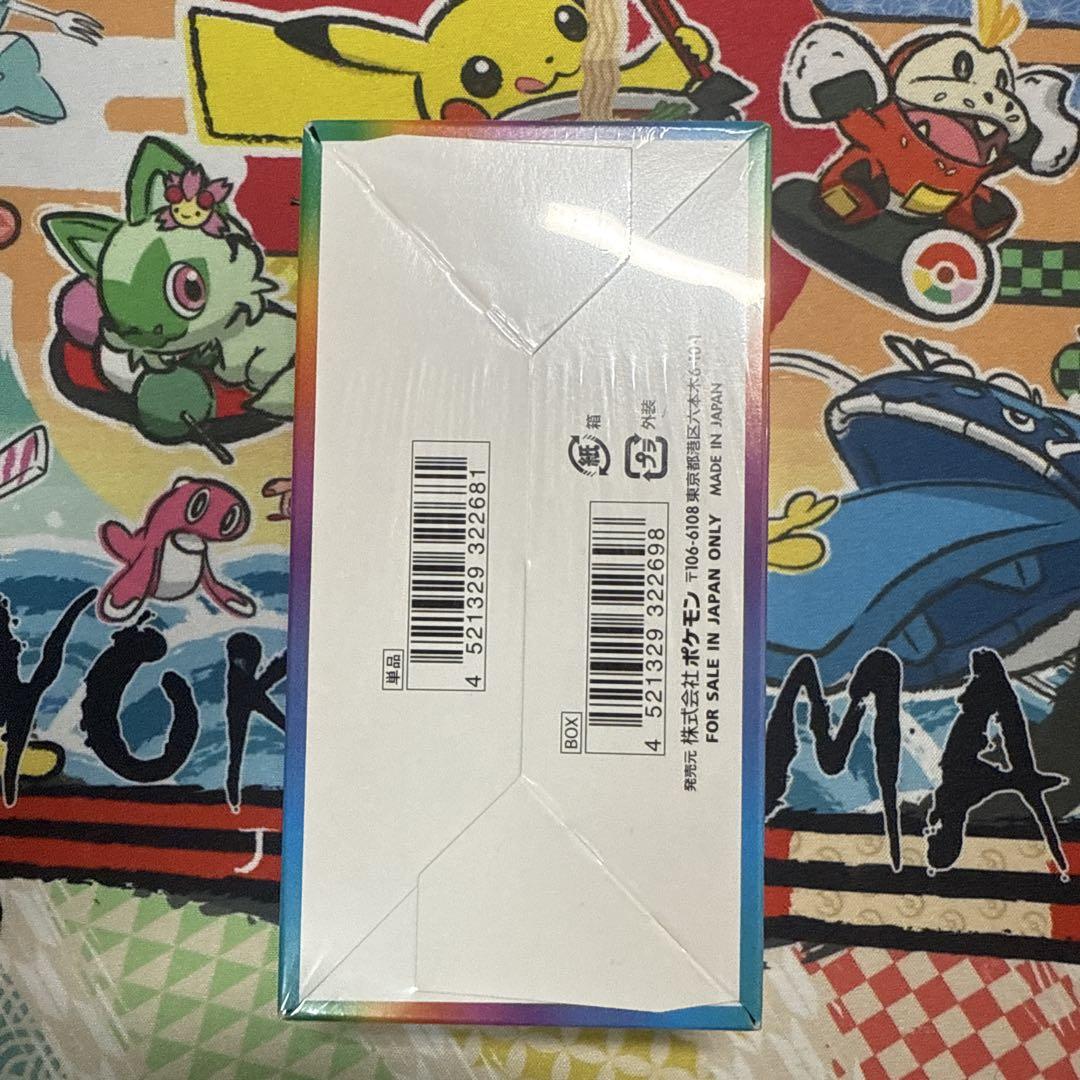 単品
4 521329 322681
紙
箱
プラ
外装
BOX
4 521329 322698
発売元 株式会社 ポケモン 〒106-6108 東京都港区六本木6-10-1
FOR SALE IN JAPAN ONLY MADE IN JAPAN
YOK
MA
J